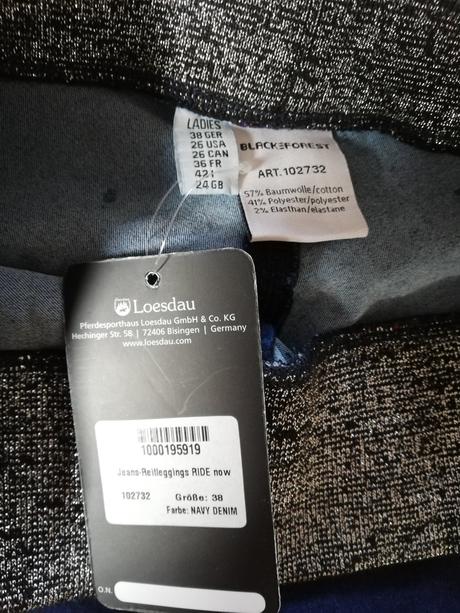 LADIES
38 GER
26 USA
26 CAN
36 FR
42 I
24 GB
BLACK FOREST
ART. 102732
57% Baumwolle/cotton
41% Polyester/polyester
2% Elasthan/elastane
Loesdau
Pferdesporthaus Loesdau GmbH & Co. KG
Hechinger Str. 58 | 72406 Bisingen | Germany
www.loesdau.com
1000195919
Jeans-Reitleggings RIDE now
102732 Größe: 38
Farbe: NAVY DENIM
O.N.